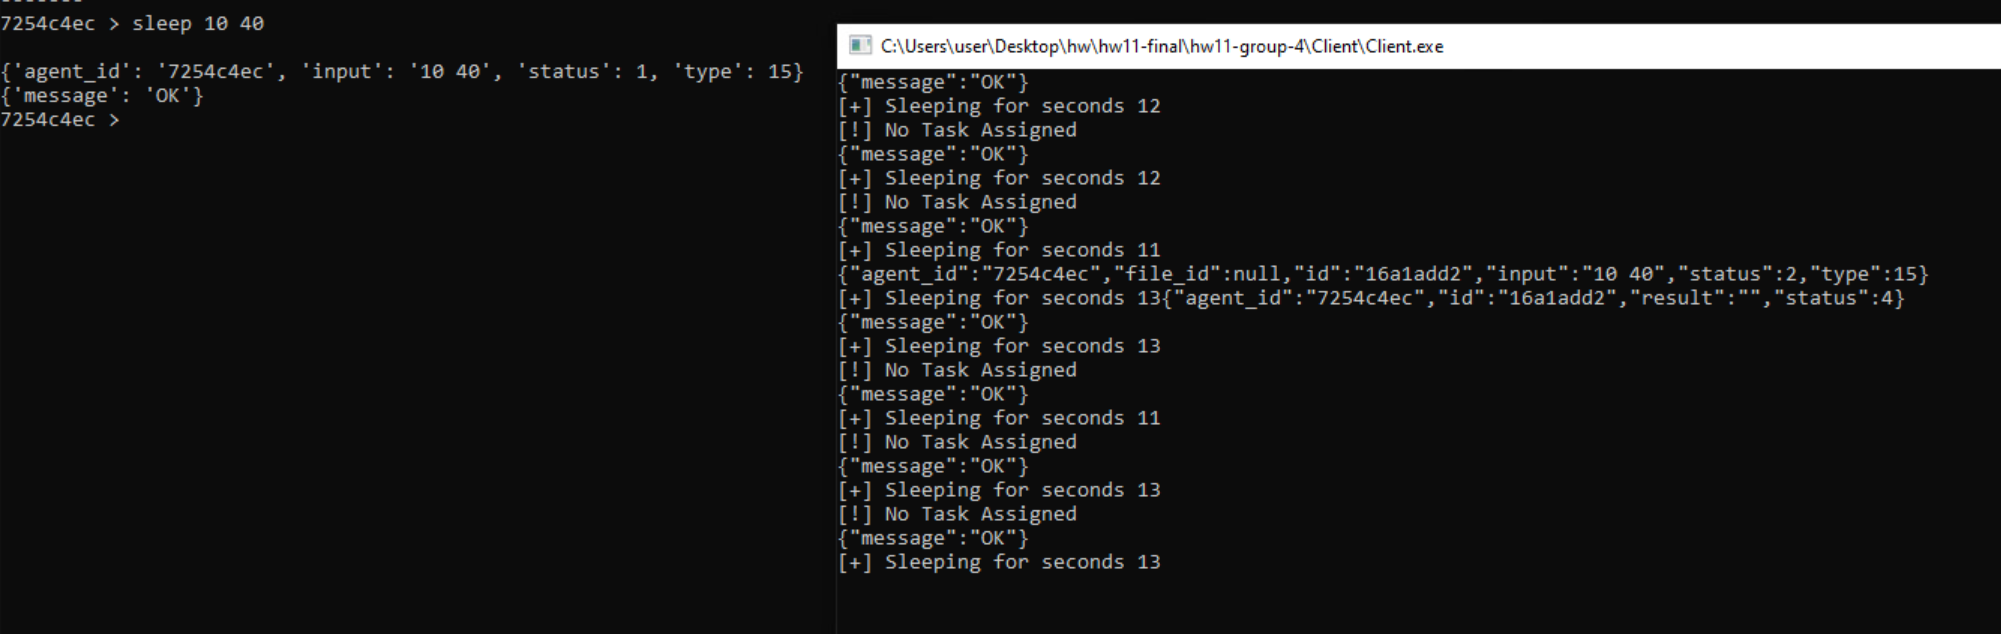 7254c4ec > sleep 10 40
{'agent_id': '7254c4ec', 'input': '10 40', 'status': 1, 'type': 15}
{'message': 'OK'}
7254c4ec >
C:\Users\user\Desktop\hw\hw11-final\hw11-group-4\Client\Client.exe
{"message":"OK"}
[+] Sleeping for seconds 12
[!] No Task Assigned
{"message":"OK"}
[+] Sleeping for seconds 12
[!] No Task Assigned
{"message":"OK"}
[+] Sleeping for seconds 11
{"agent_id":"7254c4ec","file_id":null,"id":"16a1add2","input":"10 40","status":2,"type":15}
[+] Sleeping for seconds 13{"agent_id":"7254c4ec","id":"16a1add2","result":"","status":4}
{"message":"OK"}
[+] Sleeping for seconds 13
[!] No Task Assigned
{"message":"OK"}
[+] Sleeping for seconds 11
[!] No Task Assigned
{"message":"OK"}
[+] Sleeping for seconds 13
[!] No Task Assigned
{"message":"OK"}
[+] Sleeping for seconds 13